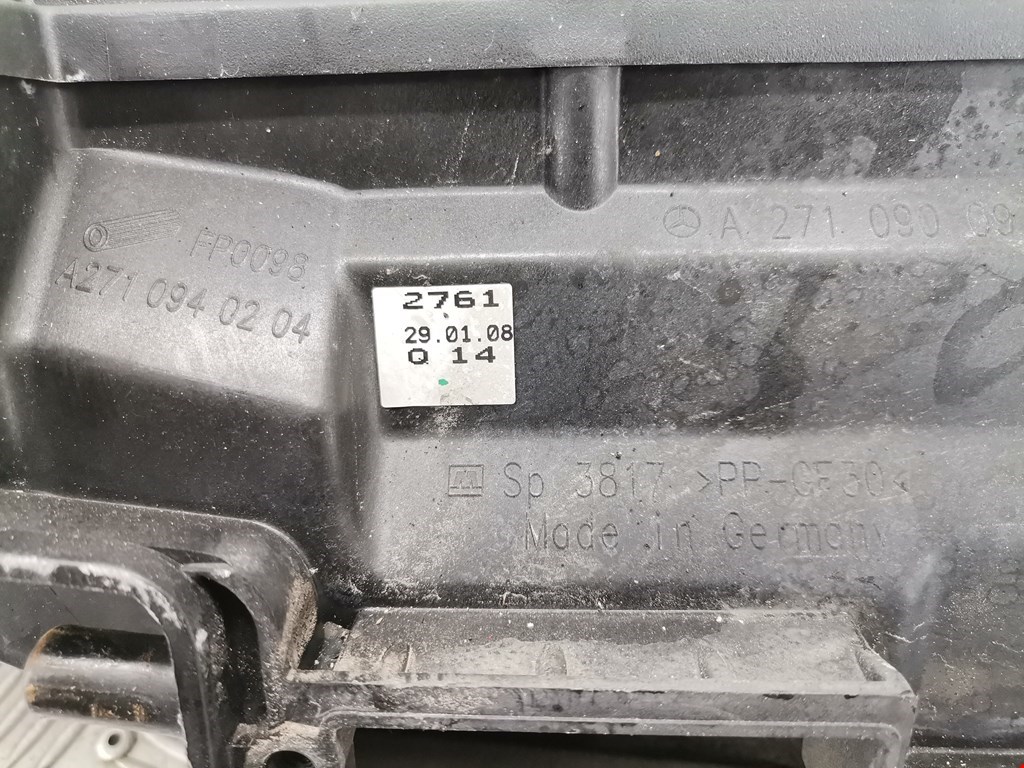 A 271 090 09
FP0098
A271 094 02 04
2761
29.01.08
Q 14
Sp 3817 >PP-GF30<
Made in Germany